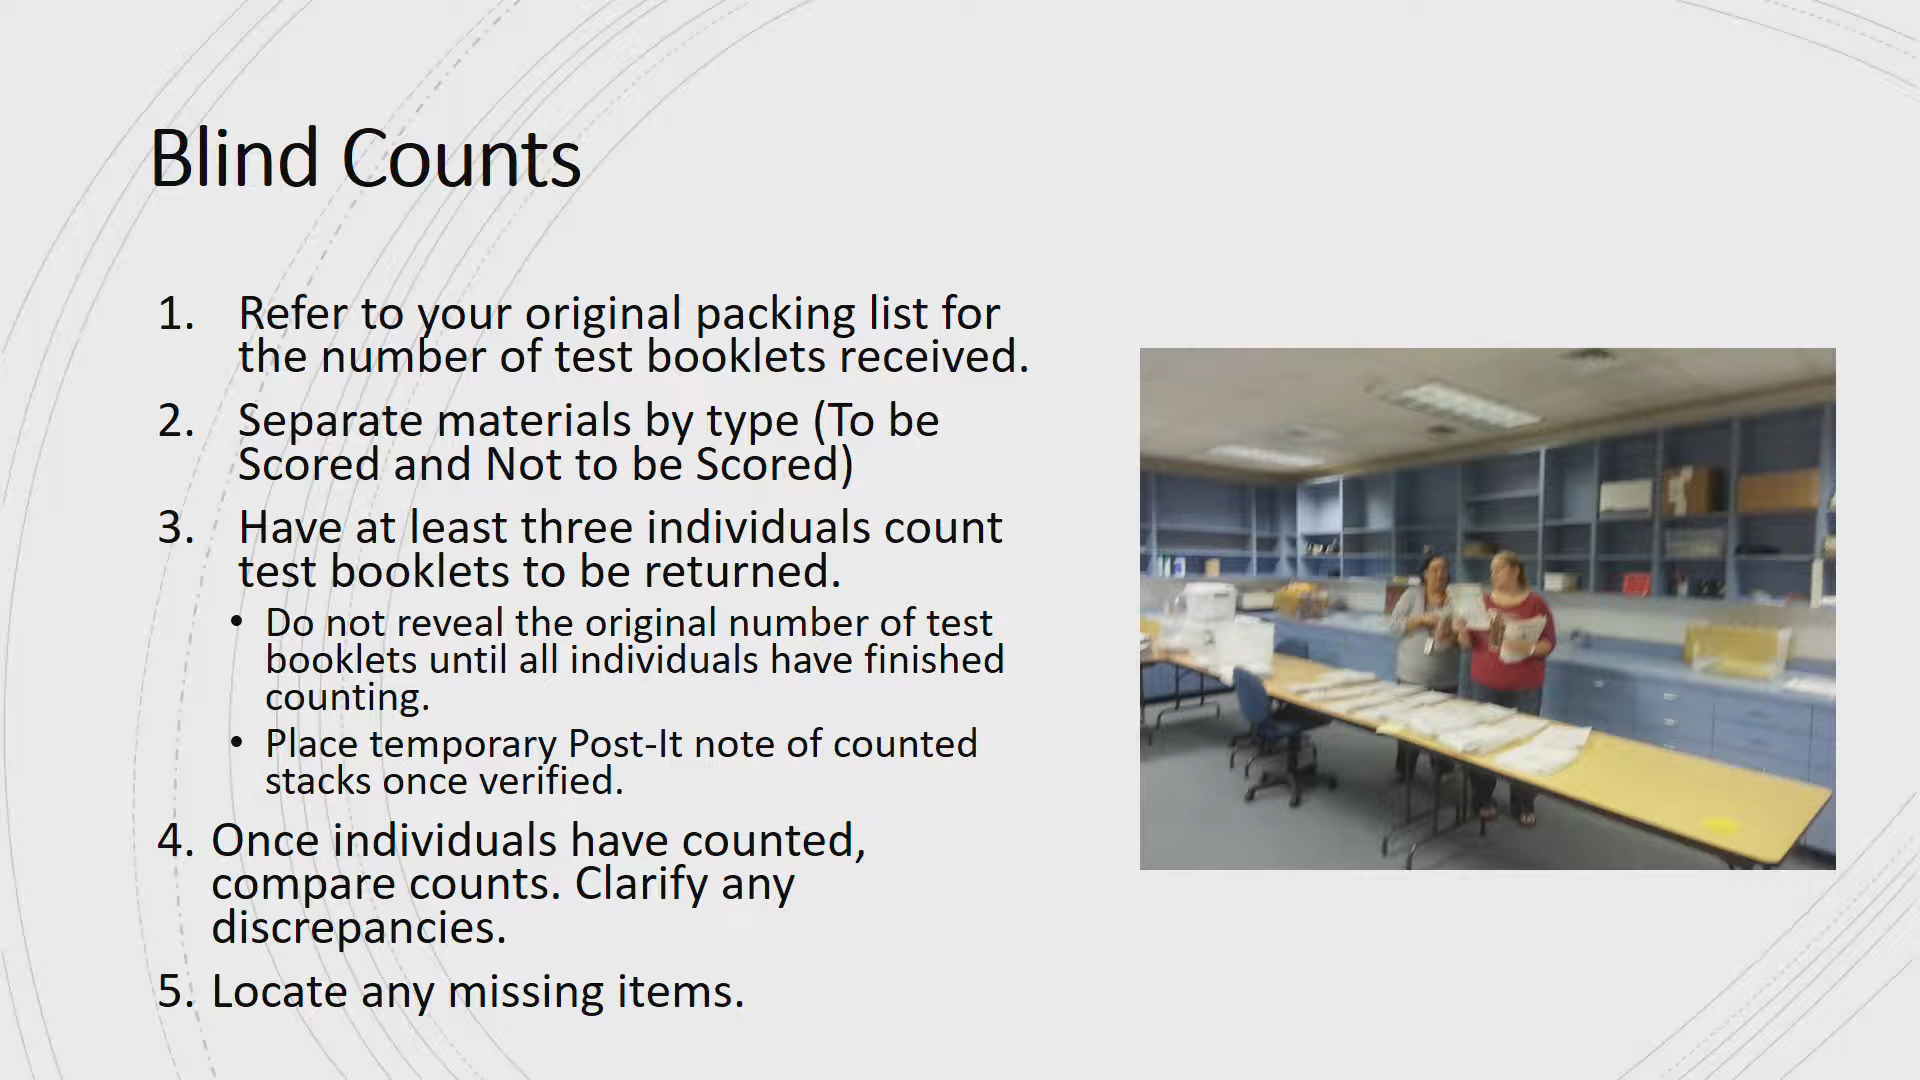 Blind Counts
1. Refer to your original packing list for
the number of test booklets received.
2. Separate materials by type (To be
Scored and Not to be Scored)
3. Have at least three individuals count
test booklets to be returned.
• Do not reveal the original number of test
booklets until all individuals have finished
counting.
• Place temporary Post-It note of counted
stacks once verified.
4. Once individuals have counted,
compare counts. Clarify any
discrepancies.
5. Locate any missing items.